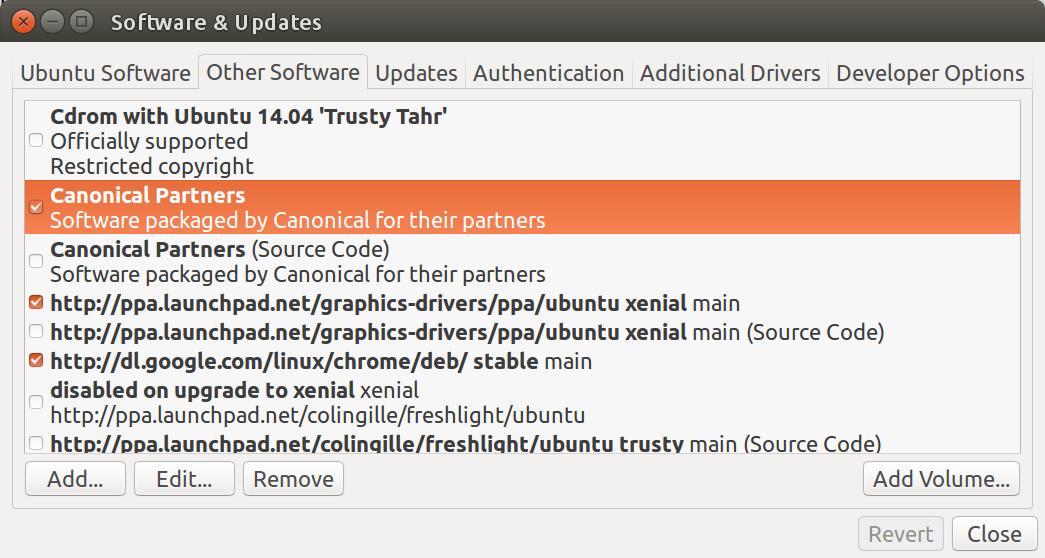 Software & Updates
Ubuntu Software Other Software Updates Authentication Additional Drivers Developer Options
Cdrom with Ubuntu 14.04 'Trusty Tahr'
Officially supported
Restricted copyright
Canonical Partners
Software packaged by Canonical for their partners
Canonical Partners (Source Code)
Software packaged by Canonical for their partners
http://ppa.launchpad.net/graphics-drivers/ppa/ubuntu xenial main
http://ppa.launchpad.net/graphics-drivers/ppa/ubuntu xenial main (Source Code)
http://dl.google.com/linux/chrome/deb/ stable main
disabled on upgrade to xenial xenial
http://ppa.launchpad.net/colingille/freshlight/ubuntu
http://ppa.launchpad.net/colingille/freshlight/ubuntu trusty main (Source Code)
Add... Edit... Remove Add Volume...
Revert Close